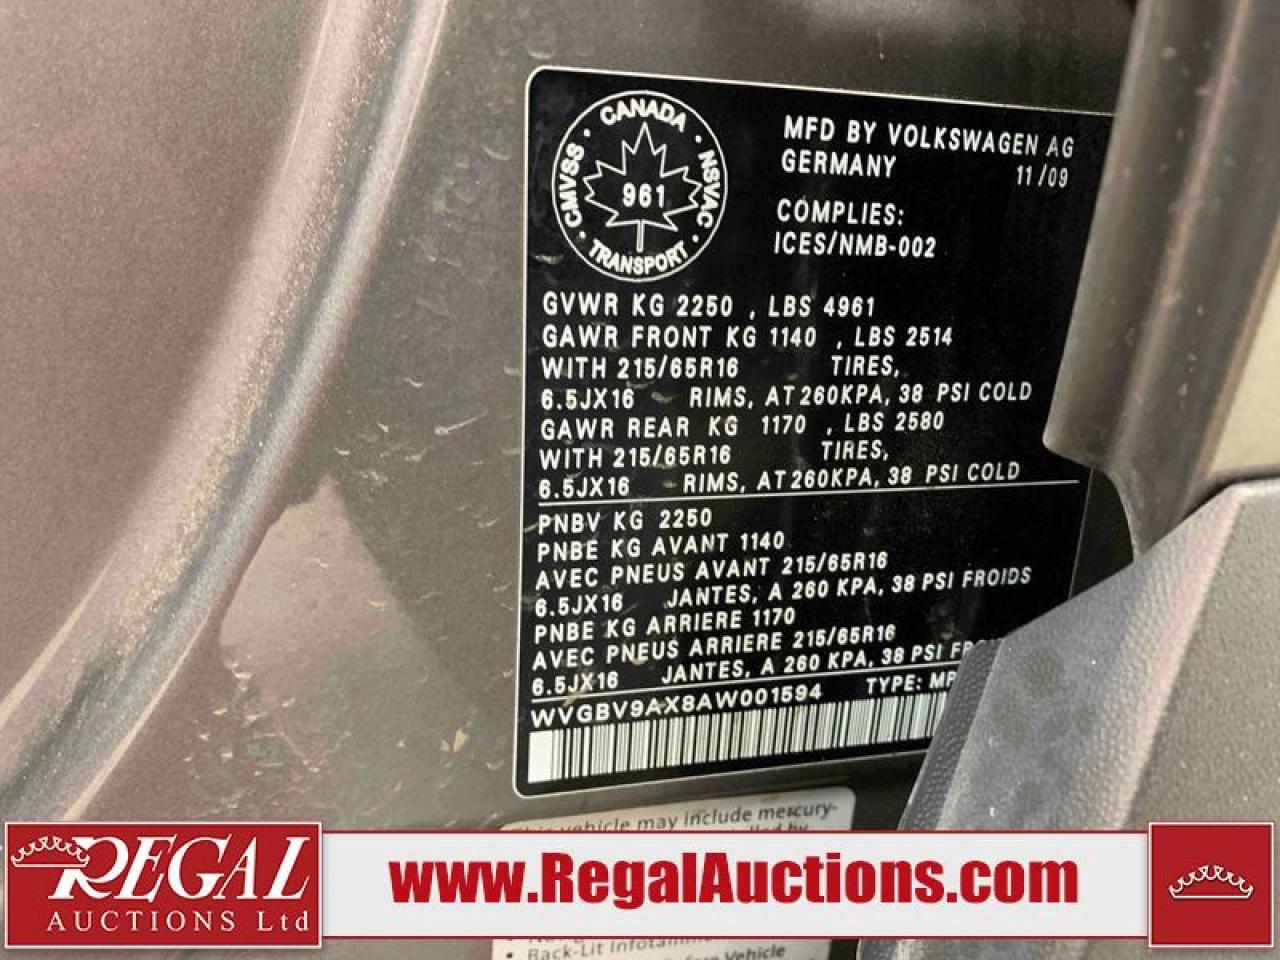 CANADA
CMVSS · NSVAC
961
TRANSPORT
MFD BY VOLKSWAGEN AG
GERMANY 11/09
COMPLIES:
ICES/NMB-002
GVWR KG 2250 , LBS 4961
GAWR FRONT KG 1140 , LBS 2514
WITH 215/65R16 TIRES,
6.5JX16 RIMS, AT 260KPA, 38 PSI COLD
GAWR REAR KG 1170 , LBS 2580
WITH 215/65R16 TIRES,
6.5JX16 RIMS, AT 260KPA, 38 PSI COLD
PNBV KG 2250
PNBE KG AVANT 1140
AVEC PNEUS AVANT 215/65R16
6.5JX16 JANTES, A 260 KPA, 38 PSI FROIDS
PNBE KG ARRIERE 1170
AVEC PNEUS ARRIERE 215/65R16
6.5JX16 JANTES, A 260 KPA, 38 PSI
WVGBV9AX8AW001594 TYPE:
vehicle may include mercury-
REGAL
AUCTIONS Ltd
www.RegalAuctions.com
• Back-Lit
Vehicle